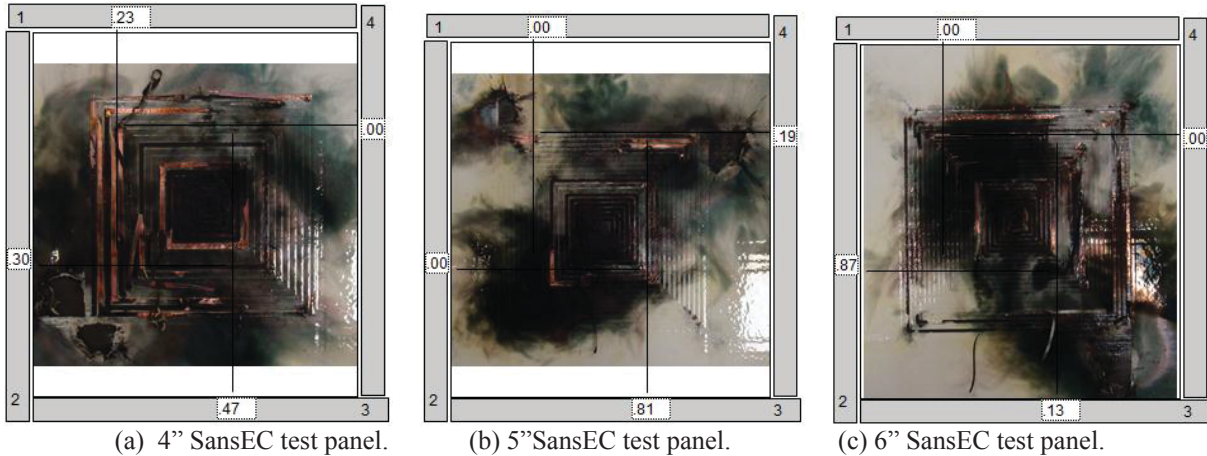 1 .23 4
.00
.30
2 .47 3
(a) 4” SansEC test panel.
1 .00 4
.19
.00
2 .81 3
(b) 5”SansEC test panel.
1 .00 4
.00
.87
2 .13 3
(c) 6” SansEC test panel.